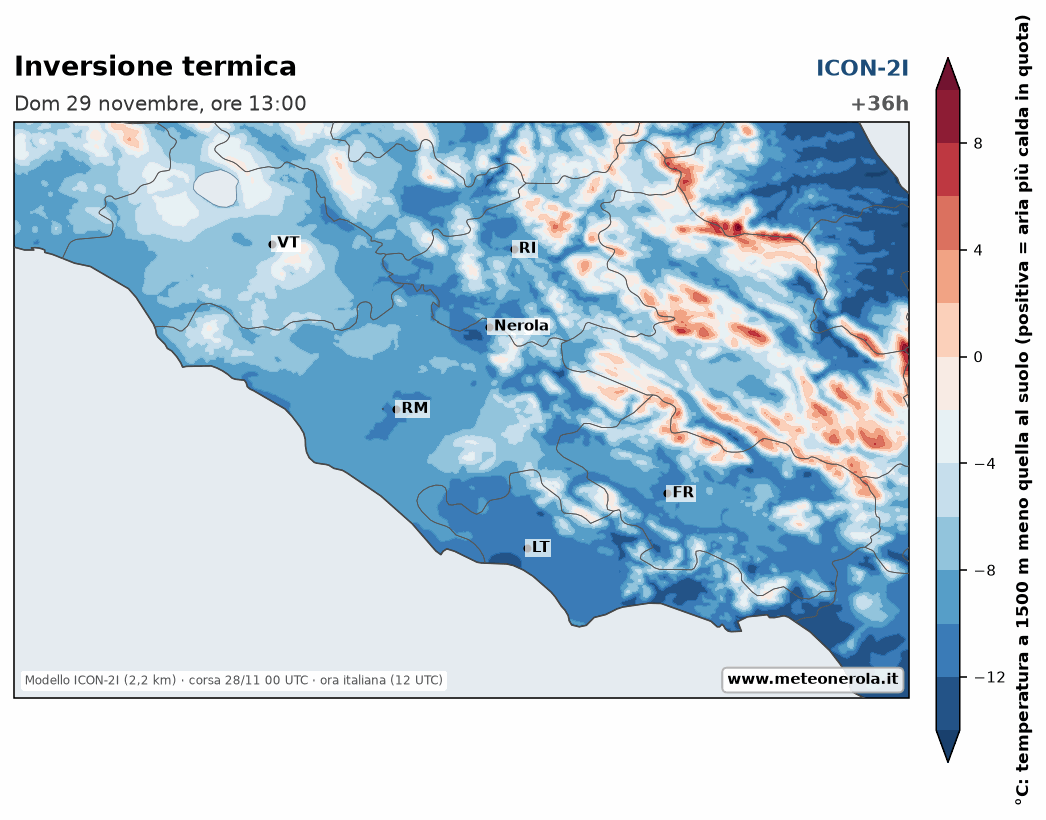 Inversione termica
ICON-2I
Dom 29 novembre, ore 13:00
+36h
8
4
0
−4
−8
−12
°C: temperatura a 1500 m meno quella al suolo (positiva = aria più calda in quota)
VT
RI
Nerola
RM
FR
LT
Modello ICON-2I (2,2 km) · corsa 28/11 00 UTC · ora italiana (12 UTC)
www.meteonerola.it